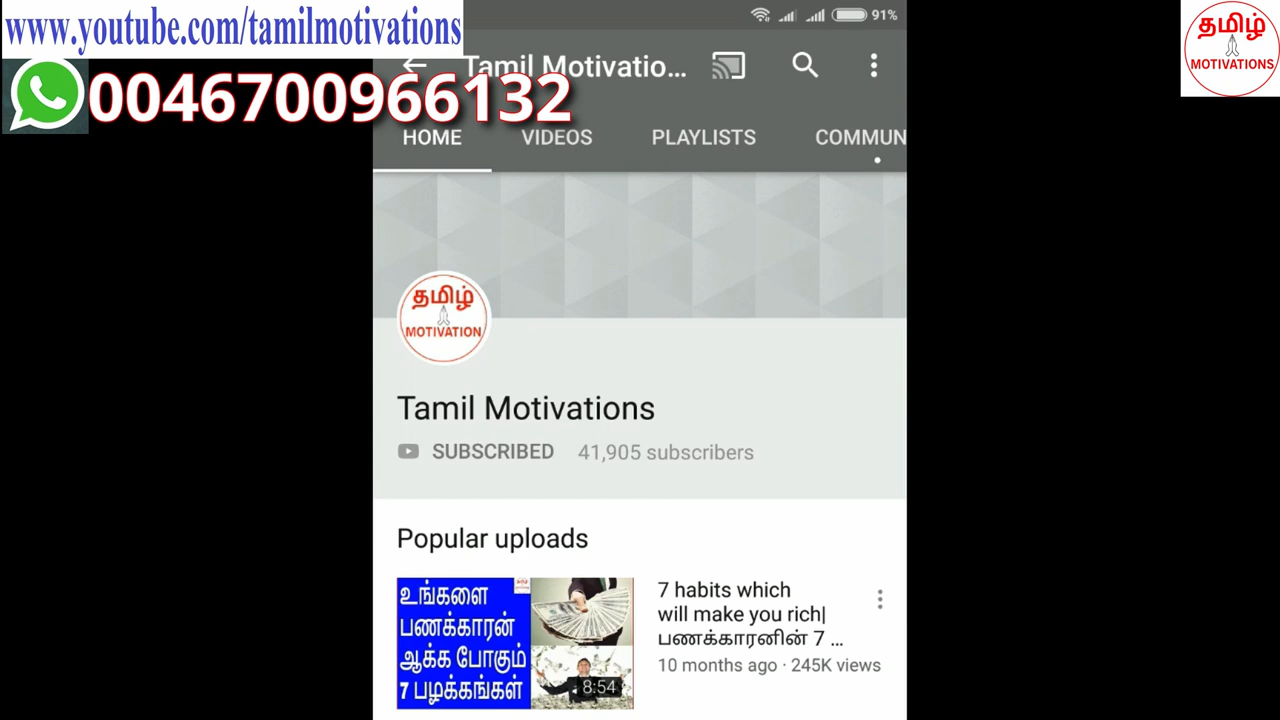 www.youtube.com/tamilmotivations
0046700966132
91%
Tamil Motivatio...
HOME VIDEOS PLAYLISTS COMMUN
தமிழ்
MOTIVATIONS
தமிழ்
MOTIVATION
Tamil Motivations
SUBSCRIBED 41,905 subscribers
Popular uploads
உங்களை
பணக்காரன்
ஆக்க போகும்
7 பழக்கங்கள்
8:54
7 habits which
will make you rich|
பணக்காரனின் 7 ...
10 months ago · 245K views